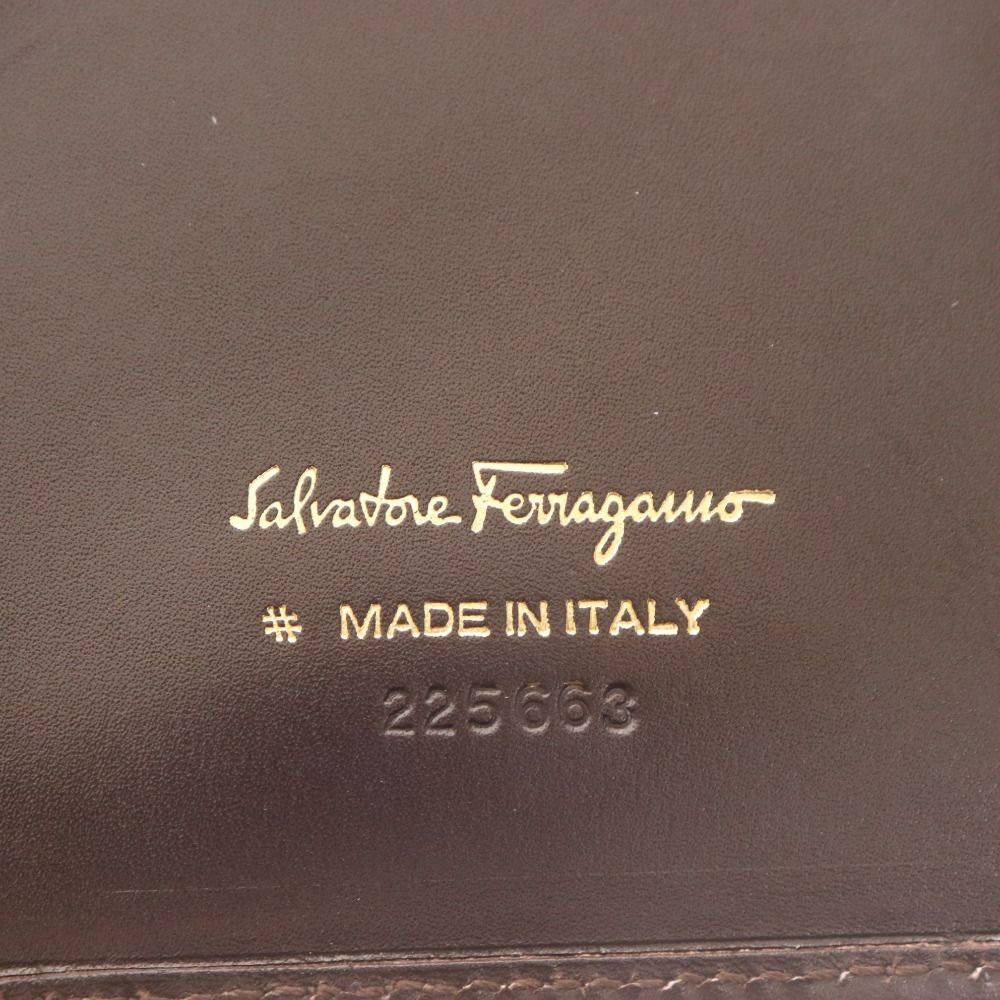 Salvatore Ferragamo
# MADE IN ITALY
225663